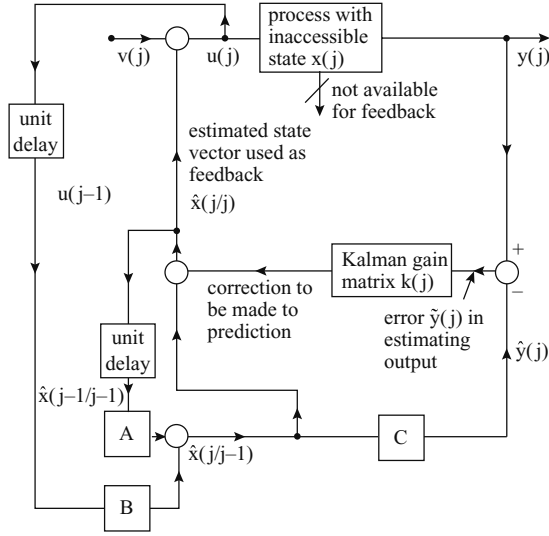 process with
inaccessible
state x(j)
v(j)
u(j)
y(j)
not available
for feedback
unit
delay
estimated state
vector used as
feedback
x̂(j/j)
u(j–1)
+
Kalman gain
matrix k(j)
–
correction to
be made to
prediction
error ỹ(j) in
estimating
output
ŷ(j)
unit
delay
x̂(j–1/j–1)
A
x̂(j/j–1)
C
B